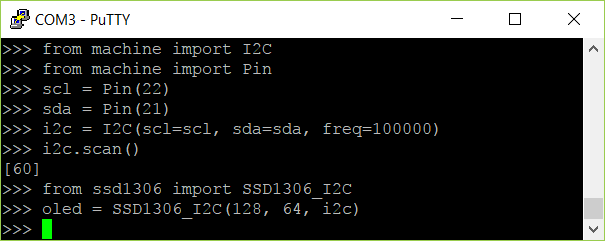 COM3 - PuTTY
>>> from machine import I2C
>>> from machine import Pin
>>> scl = Pin(22)
>>> sda = Pin(21)
>>> i2c = I2C(scl=scl, sda=sda, freq=100000)
>>> i2c.scan()
[60]
>>> from ssd1306 import SSD1306_I2C
>>> oled = SSD1306_I2C(128, 64, i2c)
>>>